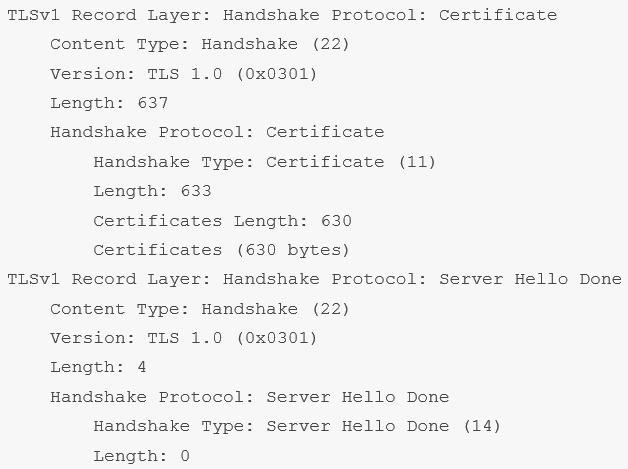 TLSv1 Record Layer: Handshake Protocol: Certificate
Content Type: Handshake (22)
Version: TLS 1.0 (0x0301)
Length: 637
Handshake Protocol: Certificate
Handshake Type: Certificate (11)
Length: 633
Certificates Length: 630
Certificates (630 bytes)
TLSv1 Record Layer: Handshake Protocol: Server Hello Done
Content Type: Handshake (22)
Version: TLS 1.0 (0x0301)
Length: 4
Handshake Protocol: Server Hello Done
Handshake Type: Server Hello Done (14)
Length: 0